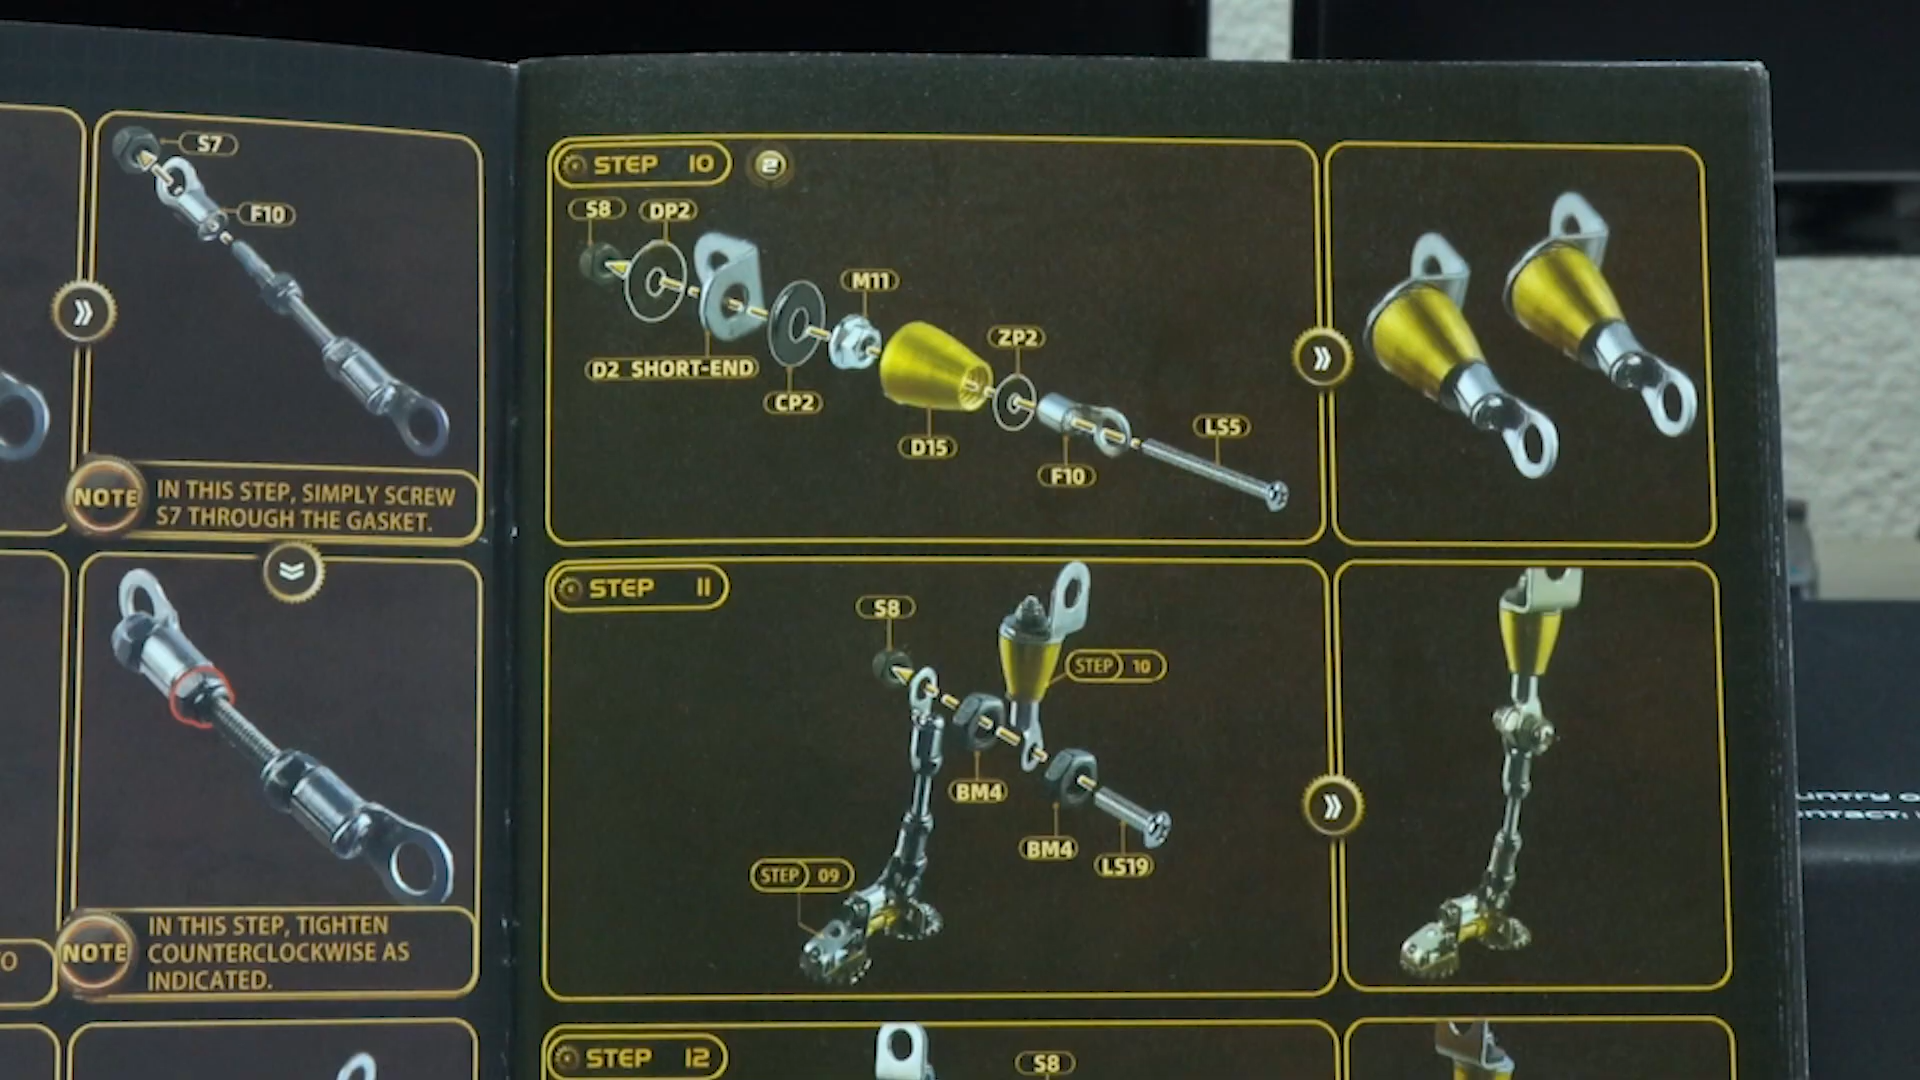 S7
F10
NOTE
IN THIS STEP, SIMPLY SCREW
S7 THROUGH THE GASKET.
NOTE
IN THIS STEP, TIGHTEN
COUNTERCLOCKWISE AS
INDICATED.
STEP 10 2
S8 DP2
M11
ZP2
D2 SHORT-END
CP2
LS5
D15
F10
STEP 11
S8
STEP 10
BM4
BM4
LS19
STEP 09
STEP 12
S8